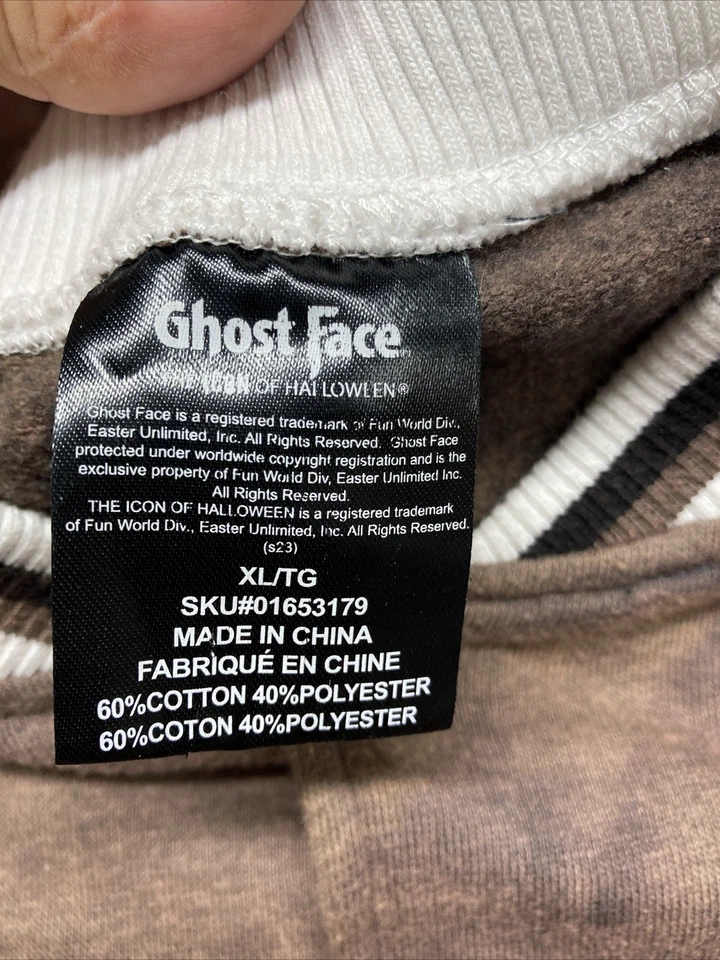 Ghost Face
THE ICON OF HALLOWEEN®
Ghost Face is a registered trademark of Fun World Div.,
Easter Unlimited, Inc. All Rights Reserved. Ghost Face
protected under worldwide copyright registration and is the
exclusive property of Fun World Div, Easter Unlimited Inc.
All Rights Reserved.
THE ICON OF HALLOWEEN is a registered trademark
of Fun World Div., Easter Unlimited, Inc. All Rights Reserved.
(s23)
XL/TG
SKU#01653179
MADE IN CHINA
FABRIQUÉ EN CHINE
60%COTTON 40%POLYESTER
60%COTON 40%POLYESTER